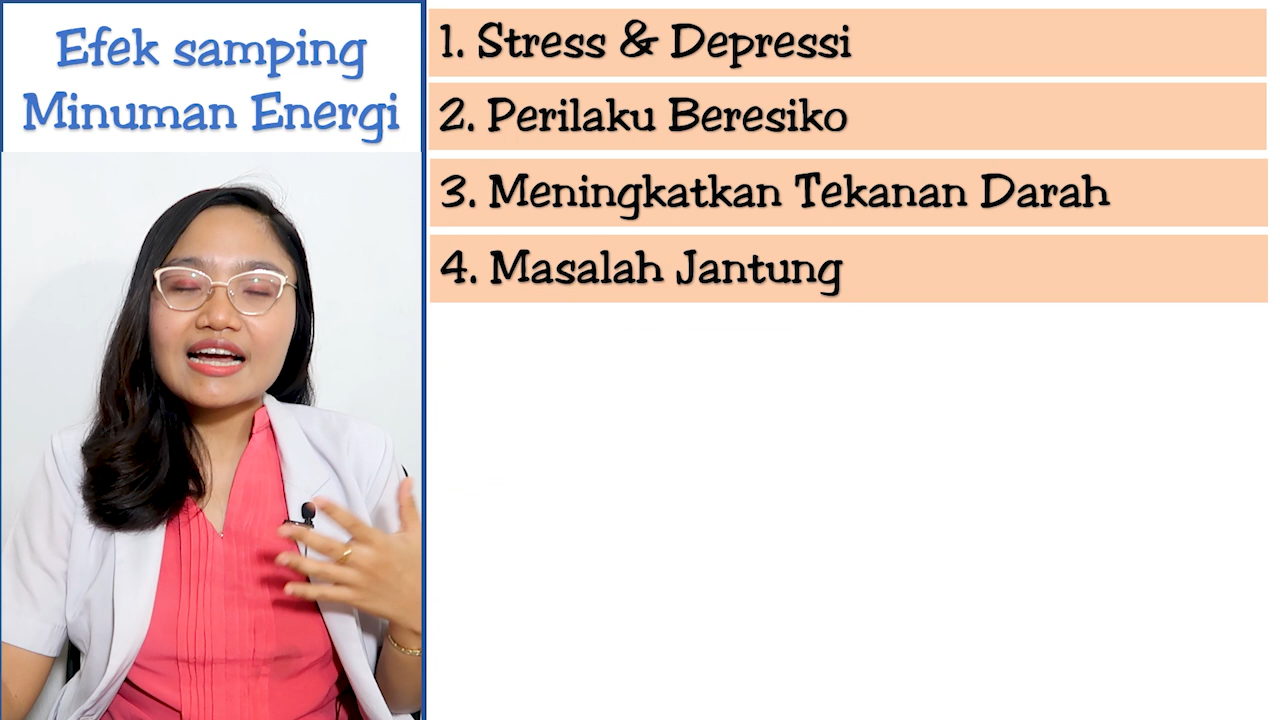 Efek samping
Minuman Energi
1. Stress & Depressi
2. Perilaku Beresiko
3. Meningkatkan Tekanan Darah
4. Masalah Jantung